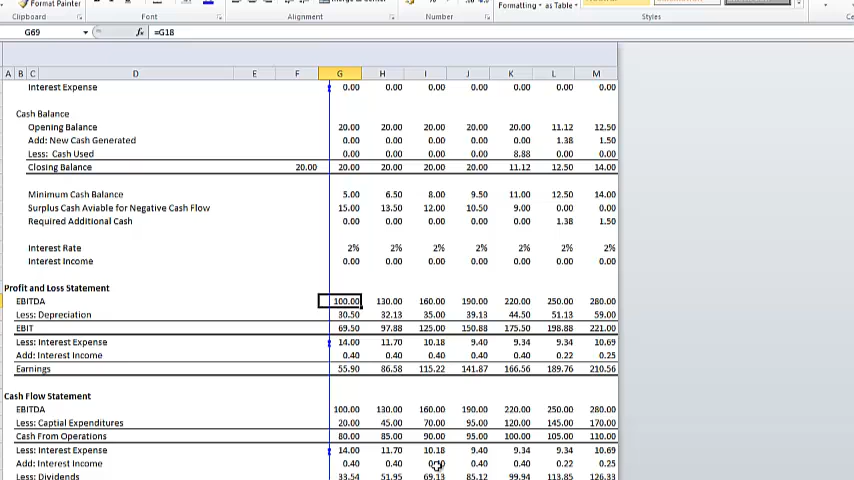 Format Painter
Formatting as Table
Clipboard Font Alignment Number Styles
G69 fx =G18
A B C D E F G H I J K L M
Interest Expense 0.00 0.00 0.00 0.00 0.00 0.00 0.00
Cash Balance
Opening Balance 20.00 20.00 20.00 20.00 20.00 11.12 12.50
Add: New Cash Generated 0.00 0.00 0.00 0.00 0.00 1.38 1.50
Less: Cash Used 0.00 0.00 0.00 0.00 8.88 0.00 0.00
Closing Balance 20.00 20.00 20.00 20.00 20.00 11.12 12.50 14.00
Minimum Cash Balance 5.00 6.50 8.00 9.50 11.00 12.50 14.00
Surplus Cash Aviable for Negative Cash Flow 15.00 13.50 12.00 10.50 9.00 0.00 0.00
Required Additional Cash 0.00 0.00 0.00 0.00 0.00 1.38 1.50
Interest Rate 2% 2% 2% 2% 2% 2% 2%
Interest Income 0.00 0.00 0.00 0.00 0.00 0.00 0.00
Profit and Loss Statement
EBITDA 100.00 130.00 160.00 190.00 220.00 250.00 280.00
Less: Depreciation 30.50 32.13 35.00 39.13 44.50 51.13 59.00
EBIT 69.50 97.88 125.00 150.88 175.50 198.88 221.00
Less: Interest Expense 14.00 11.70 10.18 9.40 9.34 9.34 10.69
Add: Interest Income 0.40 0.40 0.40 0.40 0.40 0.22 0.25
Earnings 55.90 86.58 115.22 141.87 166.56 189.76 210.56
Cash Flow Statement
EBITDA 100.00 130.00 160.00 190.00 220.00 250.00 280.00
Less: Captial Expenditures 20.00 45.00 70.00 95.00 120.00 145.00 170.00
Cash From Operations 80.00 85.00 90.00 95.00 100.00 105.00 110.00
Less: Interest Expense 14.00 11.70 10.18 9.40 9.34 9.34 10.69
Add: Interest Income 0.40 0.40 0.40 0.40 0.22 0.25
Less: Dividends 33.54 51.95 69.13 85.12 99.94 113.85 126.33